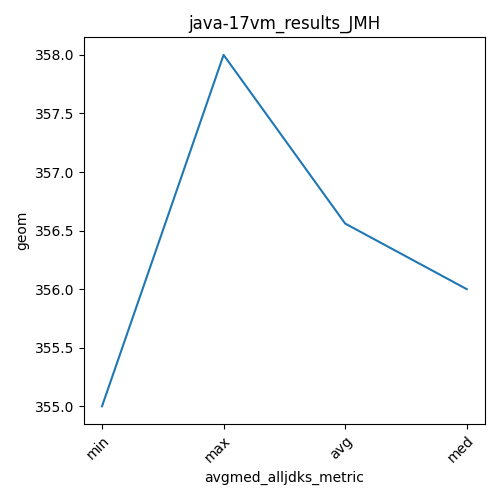 java-17vm_results_JMH
geom
358.0
357.5
357.0
356.5
356.0
355.5
355.0
min
max
avg
med
avgmed_alljdks_metric